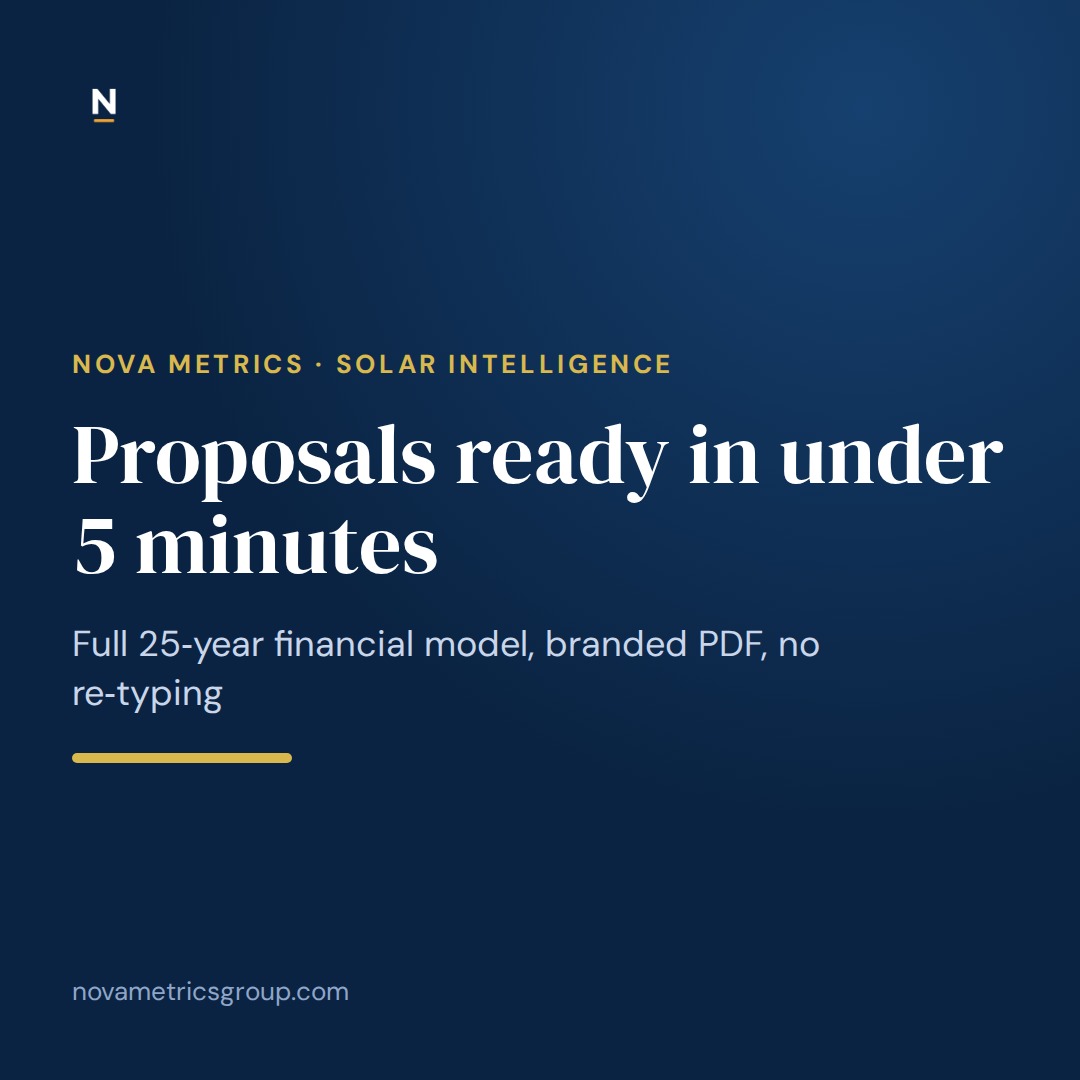 N
NOVA METRICS · SOLAR INTELLIGENCE
Proposals ready in under
5 minutes
Full 25-year financial model, branded PDF, no
re-typing
novametricsgroup.com